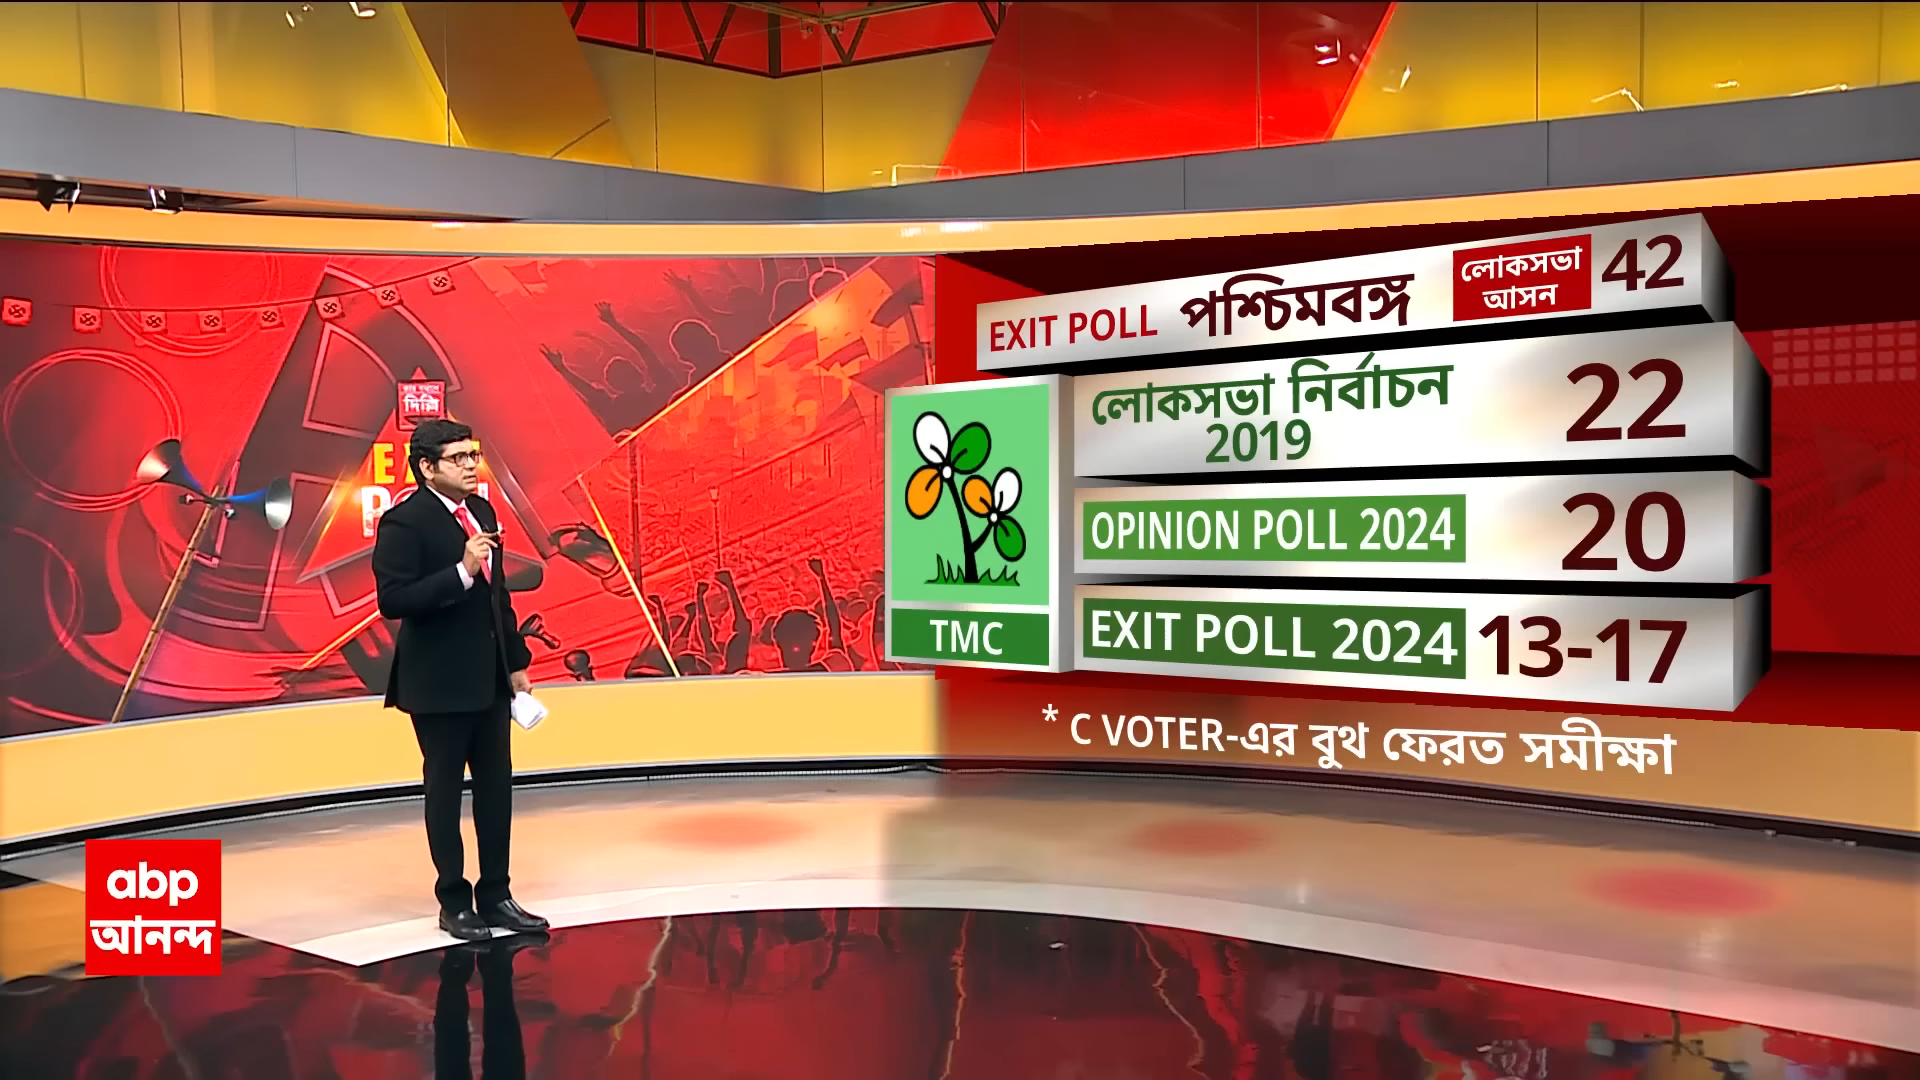 EXIT POLL পশ্চিমবঙ্গ লোকসভা আসন 42
লোকসভা নির্বাচন 2019 22
OPINION POLL 2024 20
EXIT POLL 2024 13-17
TMC
* C VOTER-এর বুথ ফেরত সমীক্ষা
দিল্লি
abp
আনন্দ